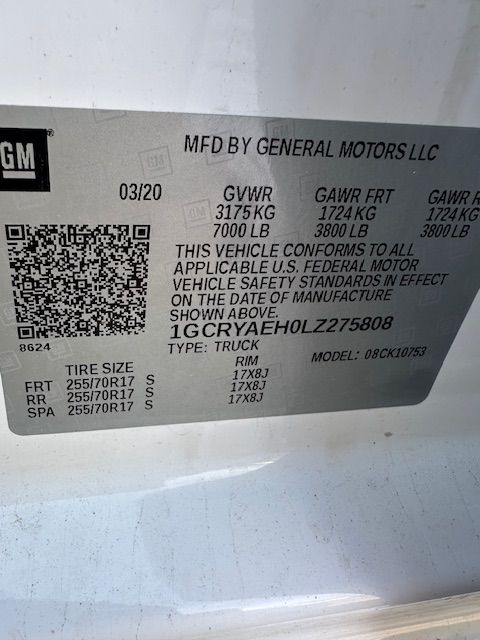 GM
MFD BY GENERAL MOTORS LLC
03/20 GVWR GAWR FRT GAWR R
3175 KG 1724 KG 1724 KG
7000 LB 3800 LB 3800 LB
THIS VEHICLE CONFORMS TO ALL
APPLICABLE U.S. FEDERAL MOTOR
VEHICLE SAFETY STANDARDS IN EFFECT
ON THE DATE OF MANUFACTURE
SHOWN ABOVE.
1GCRYAEH0LZ275808
8624
TYPE: TRUCK MODEL: 08CK10753
TIRE SIZE RIM
FRT 255/70R17 S 17X8J
RR 255/70R17 S 17X8J
SPA 255/70R17 S 17X8J